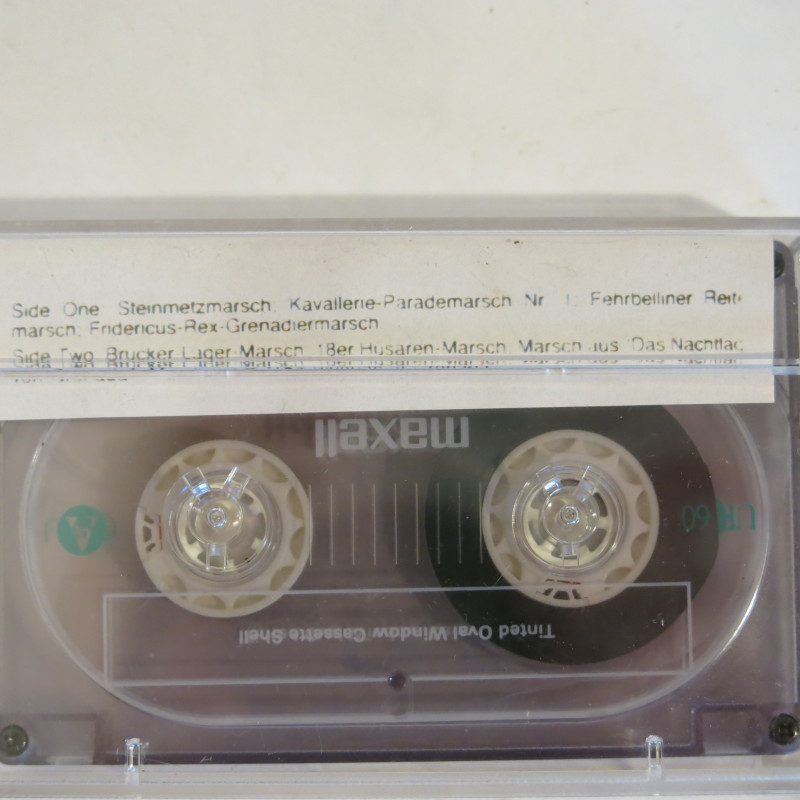 Side One: Steinmetzmarsch; Kavallerie-Parademarsch Nr. 1; Fehrbelliner Reiter-
marsch; Fridericus-Rex-Grenadiermarsch
Side Two: Brucker-Lager-Marsch; 18er Husaren-Marsch; Marsch aus "Das Nachtlag
maxell
A
UR 60
Tinted Oval Window Cassette Shell